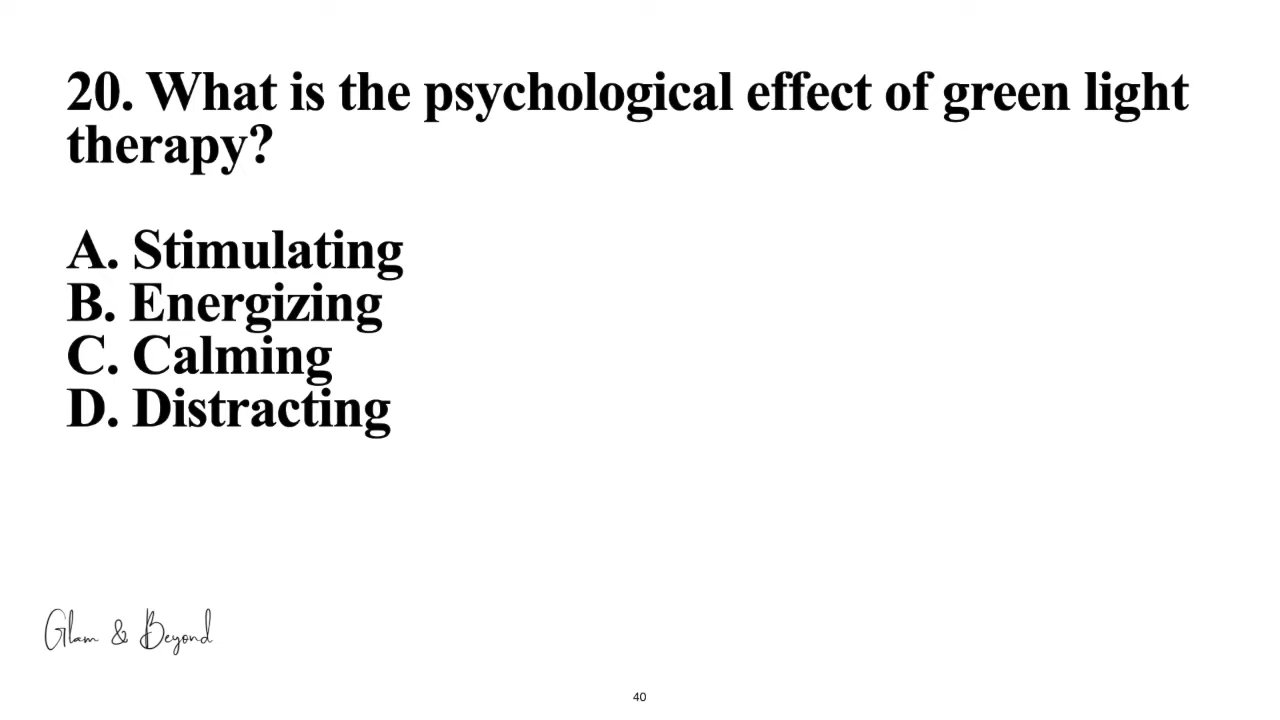 20. What is the psychological effect of green light
therapy?
A. Stimulating
B. Energizing
C. Calming
D. Distracting
Glam & Beyond
40